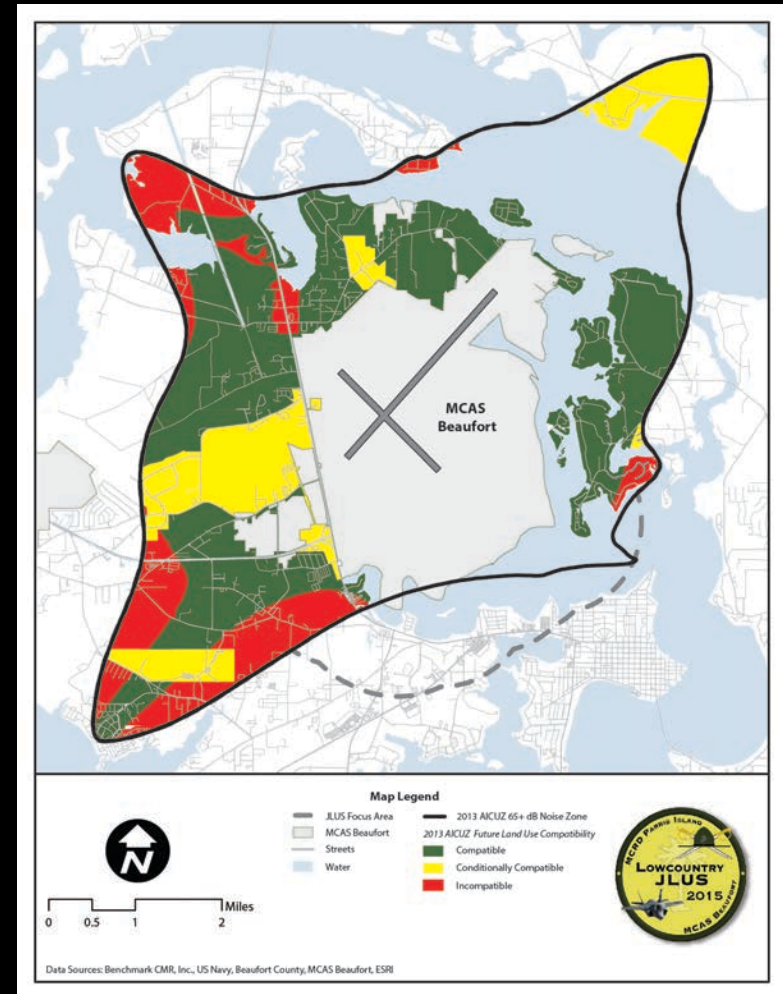 MCAS
Beaufort
Map Legend
JLUS Focus Area
MCAS Beaufort
Streets
Water
2013 AICUZ 65+ dB Noise Zone
2013 AICUZ Future Land Use Compatibility
Compatible
Conditionally Compatible
Incompatible
N
0 0.5 1 2
Miles
MCRD PARRIS ISLAND
LOWCOUNTRY
JLUS
2015
MCAS BEAUFORT
Data Sources: Benchmark CMR, Inc., US Navy, Beaufort County, MCAS Beaufort, ESRI